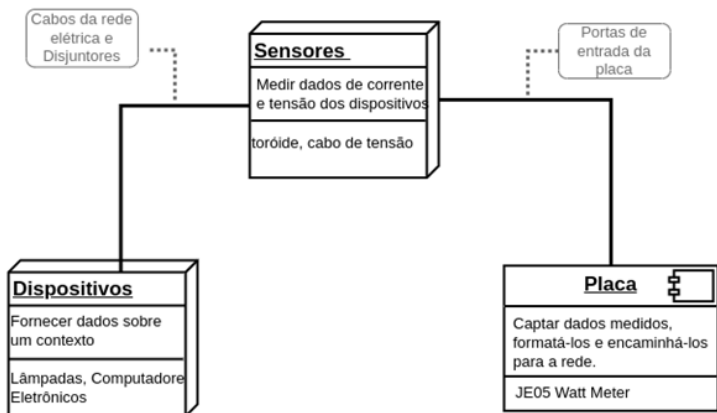 Cabos da rede
elétrica e
Disjuntores
Sensores
Medir dados de corrente
e tensão dos dispositivos
toróide, cabo de tensão
Portas de
entrada da
placa
Dispositivos
Fornecer dados sobre
um contexto
Lâmpadas, Computadore
Eletrônicos
Placa
Captar dados medidos,
formatá-los e encaminhá-los
para a rede.
JE05 Watt Meter